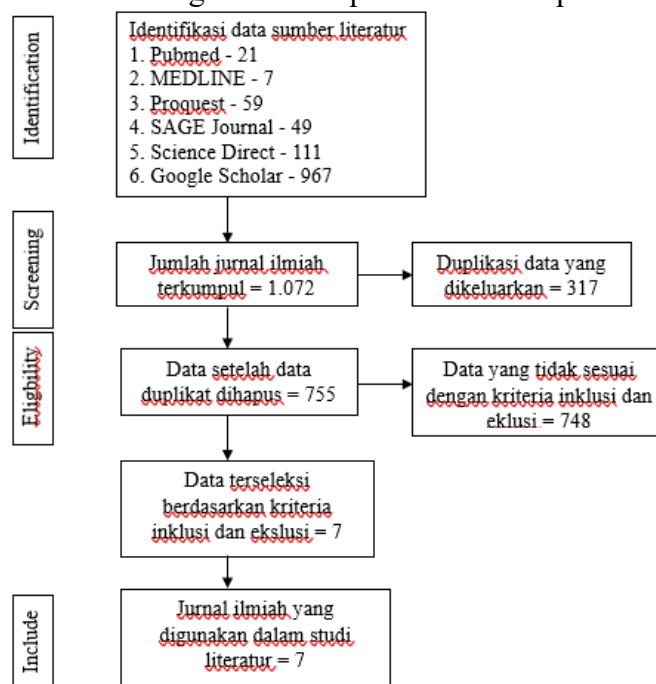 Identification
Identifikasi data sumber literatur
1. Pubmed - 21
2. MEDLINE - 7
3. Proquest - 59
4. SAGE Journal - 49
5. Science Direct - 111
6. Google Scholar - 967
Screening
Jumlah jurnal ilmiah
terkumpul = 1.072
Duplikasi data yang
dikeluarkan = 317
Eligbility
Data setelah data
duplikat dihapus = 755
Data yang tidak sesuai
dengan kriteria inklusi dan
eklusi = 748
Data terseleksi
berdasarkan kriteria
inklusi dan ekslusi = 7
Include
Jurnal ilmiah yang
digunakan dalam studi
literatur = 7